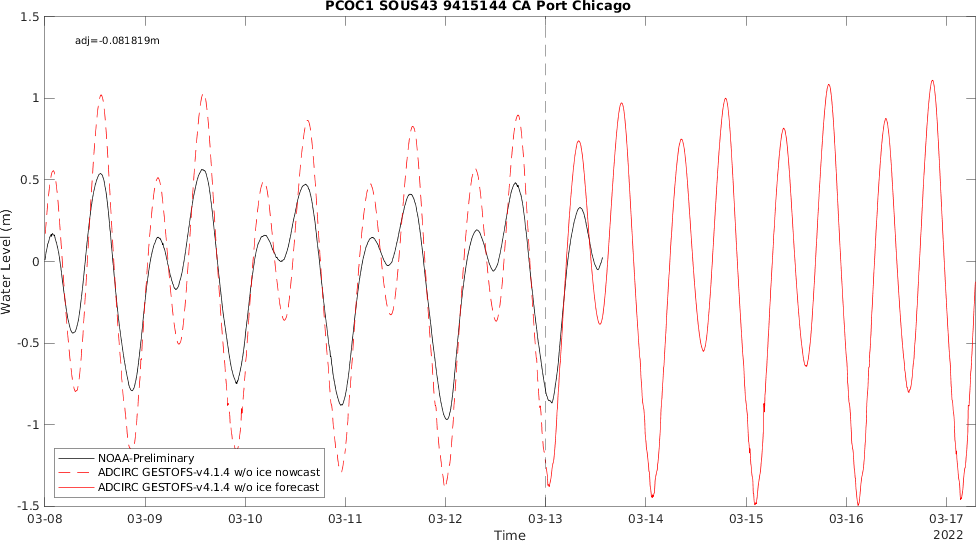 PCOC1 SOUS43 9415144 CA Port Chicago
adj=-0.081819m
1.5
1
0.5
0
-0.5
-1
-1.5
Water Level (m)
NOAA-Preliminary
ADCIRC GESTOFS-v4.1.4 w/o ice nowcast
ADCIRC GESTOFS-v4.1.4 w/o ice forecast
03-08 03-09 03-10 03-11 03-12 03-13 03-14 03-15 03-16 03-17
Time
2022